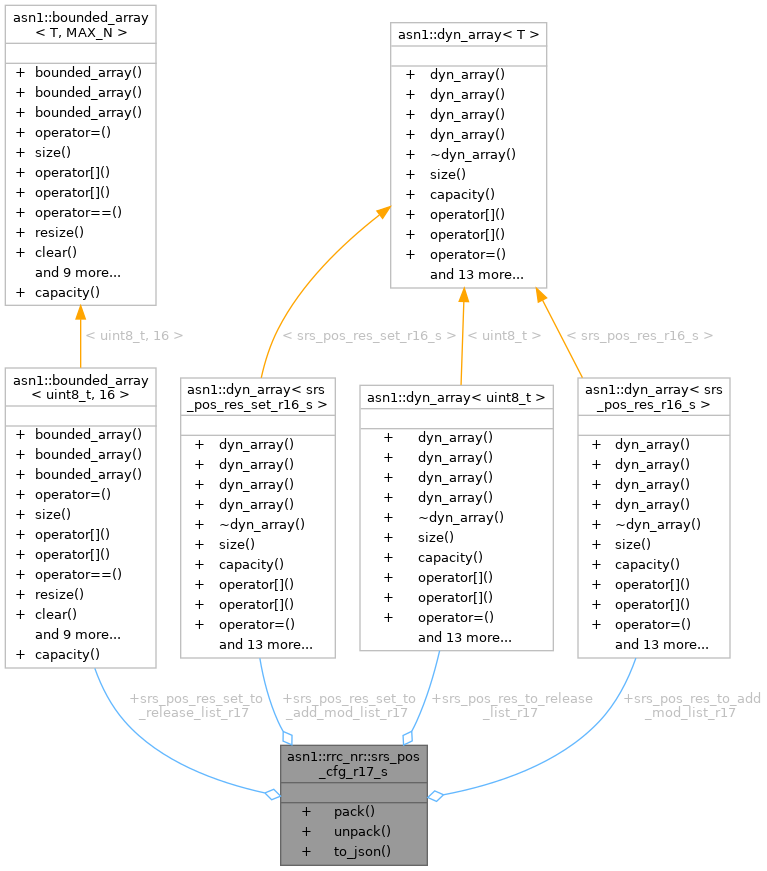 asn1::bounded_array
< T, MAX_N >
+ bounded_array()
+ bounded_array()
+ bounded_array()
+ operator=()
+ size()
+ operator[]()
+ operator[]()
+ operator==()
+ resize()
+ clear()
and 9 more...
+ capacity()
asn1::dyn_array< T >
+ dyn_array()
+ dyn_array()
+ dyn_array()
+ dyn_array()
+ ~dyn_array()
+ size()
+ capacity()
+ operator[]()
+ operator[]()
+ operator=()
and 13 more...
< uint8_t, 16 >
< srs_pos_res_set_r16_s >
< uint8_t >
< srs_pos_res_r16_s >
asn1::bounded_array
< uint8_t, 16 >
+ bounded_array()
+ bounded_array()
+ bounded_array()
+ operator=()
+ size()
+ operator[]()
+ operator[]()
+ operator==()
+ resize()
+ clear()
and 9 more...
+ capacity()
asn1::dyn_array< srs
_pos_res_set_r16_s >
+ dyn_array()
+ dyn_array()
+ dyn_array()
+ dyn_array()
+ ~dyn_array()
+ size()
+ capacity()
+ operator[]()
+ operator[]()
+ operator=()
and 13 more...
asn1::dyn_array< uint8_t >
+ dyn_array()
+ dyn_array()
+ dyn_array()
+ dyn_array()
+ ~dyn_array()
+ size()
+ capacity()
+ operator[]()
+ operator[]()
+ operator=()
and 13 more...
asn1::dyn_array< srs
_pos_res_r16_s >
+ dyn_array()
+ dyn_array()
+ dyn_array()
+ dyn_array()
+ ~dyn_array()
+ size()
+ capacity()
+ operator[]()
+ operator[]()
+ operator=()
and 13 more...
+srs_pos_res_set_to
_release_list_r17
+srs_pos_res_set_to
_add_mod_list_r17
+srs_pos_res_to_release
_list_r17
+srs_pos_res_to_add
_mod_list_r17
asn1::rrc_nr::srs_pos
_cfg_r17_s
+ pack()
+ unpack()
+ to_json()